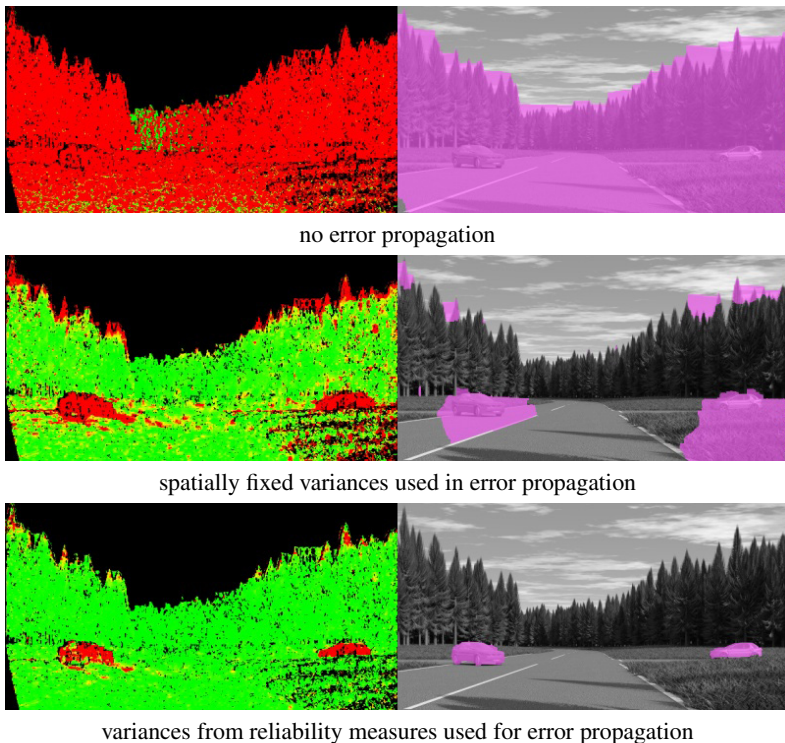 no error propagation
spatially fixed variances used in error propagation
variances from reliability measures used for error propagation